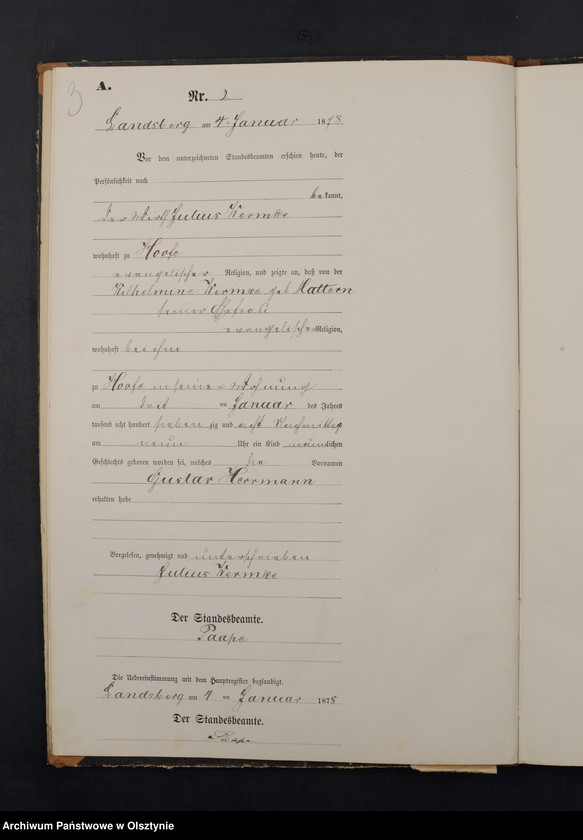 3
A.
Nr. 2
Landsberg am 4. Januar 1878
Vor dem unterzeichneten Standesbeamten erschien heute, der
Persönlichkeit nach
bekannt,
der Wirth Julius Wermke
wohnhaft zu Hoofe
evangelischer Religion, und zeigte an, daß von der
Wilhelmine Wermke geb Mattern
seiner Ehefrau
evangelischer Religion,
wohnhaft bei ihm
zu Hoofe in seiner Wohnung
am ten Januar des Jahres
tausend acht hundert sieben zig und acht Nachmittag
um neun Uhr ein Kind männlichen
Geschlechts geboren worden sei, welches die Vornamen
Gustav Herrmann
erhalten habe
Vorgelesen, genehmigt und unterschrieben
Julius Wermke
Der Standesbeamte.
Paape
Die Uebereinstimmung mit dem Hauptregister beglaubigt.
Landsberg am 4 ten Januar 1878
Der Standesbeamte.
Paape
Archiwum Państwowe w Olsztynie